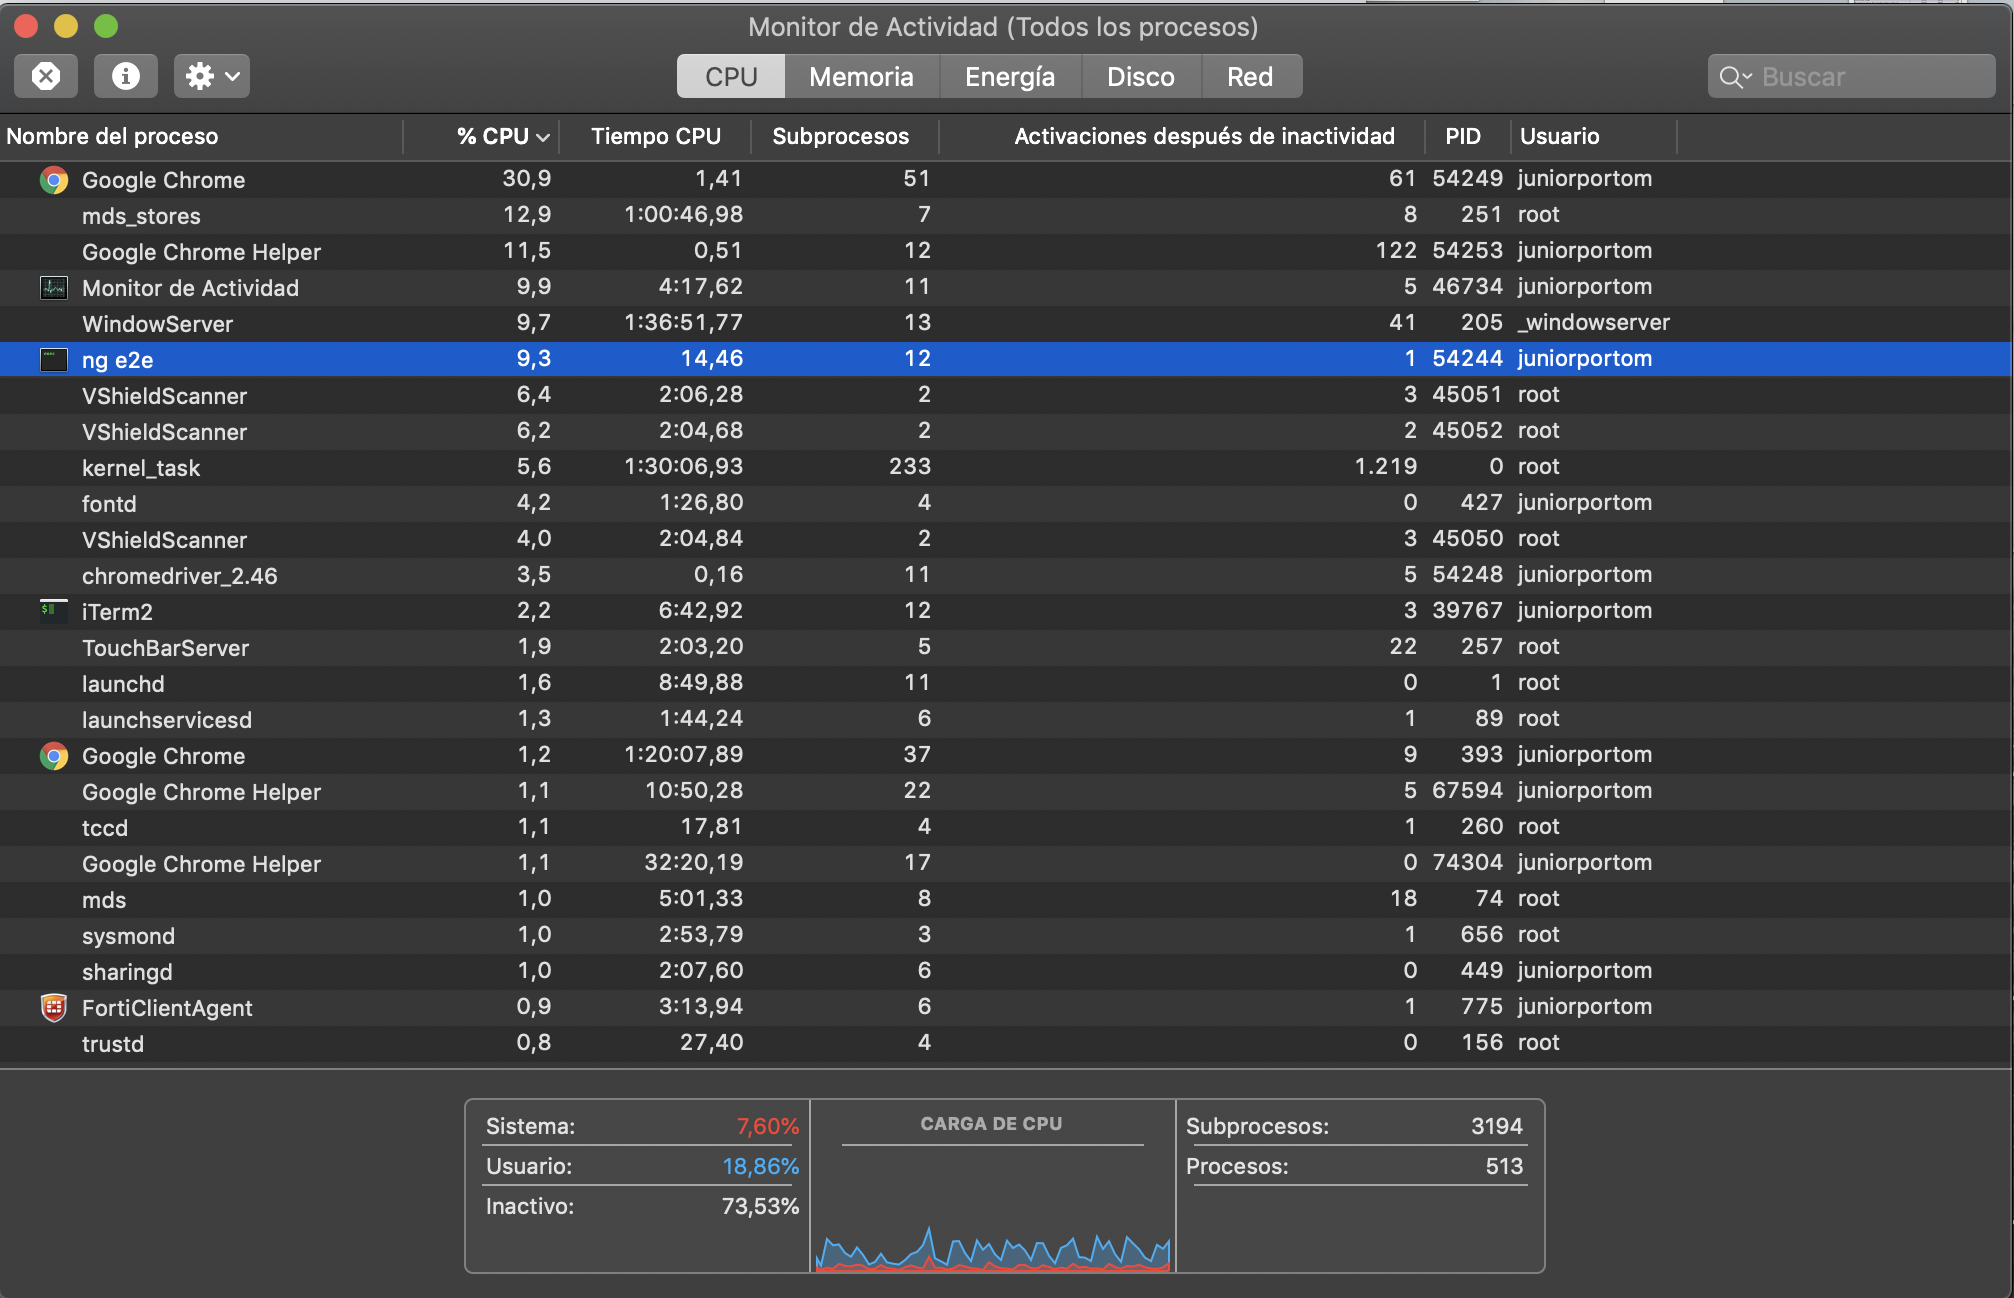 Monitor de Actividad (Todos los procesos)
CPU Memoria Energía Disco Red Buscar
Nombre del proceso % CPU Tiempo CPU Subprocesos Activaciones después de inactividad PID Usuario
Google Chrome 30,9 1,41 51 61 54249 juniorportom
mds_stores 12,9 1:00:46,98 7 8 251 root
Google Chrome Helper 11,5 0,51 12 122 54253 juniorportom
Monitor de Actividad 9,9 4:17,62 11 5 46734 juniorportom
WindowServer 9,7 1:36:51,77 13 41 205 _windowserver
ng e2e 9,3 14,46 12 1 54244 juniorportom
VShieldScanner 6,4 2:06,28 2 3 45051 root
VShieldScanner 6,2 2:04,68 2 2 45052 root
kernel_task 5,6 1:30:06,93 233 1.219 0 root
fontd 4,2 1:26,80 4 0 427 juniorportom
VShieldScanner 4,0 2:04,84 2 3 45050 root
chromedriver_2.46 3,5 0,16 11 5 54248 juniorportom
iTerm2 2,2 6:42,92 12 3 39767 juniorportom
TouchBarServer 1,9 2:03,20 5 22 257 root
launchd 1,6 8:49,88 11 0 1 root
launchservicesd 1,3 1:44,24 6 1 89 root
Google Chrome 1,2 1:20:07,89 37 9 393 juniorportom
Google Chrome Helper 1,1 10:50,28 22 5 67594 juniorportom
tccd 1,1 17,81 4 1 260 root
Google Chrome Helper 1,1 32:20,19 17 0 74304 juniorportom
mds 1,0 5:01,33 8 18 74 root
sysmond 1,0 2:53,79 3 1 656 root
sharingd 1,0 2:07,60 6 0 449 juniorportom
FortiClientAgent 0,9 3:13,94 6 1 775 juniorportom
trustd 0,8 27,40 4 0 156 root
Sistema: 7,60% CARGA DE CPU Subprocesos: 3194
Usuario: 18,86% Procesos: 513
Inactivo: 73,53%